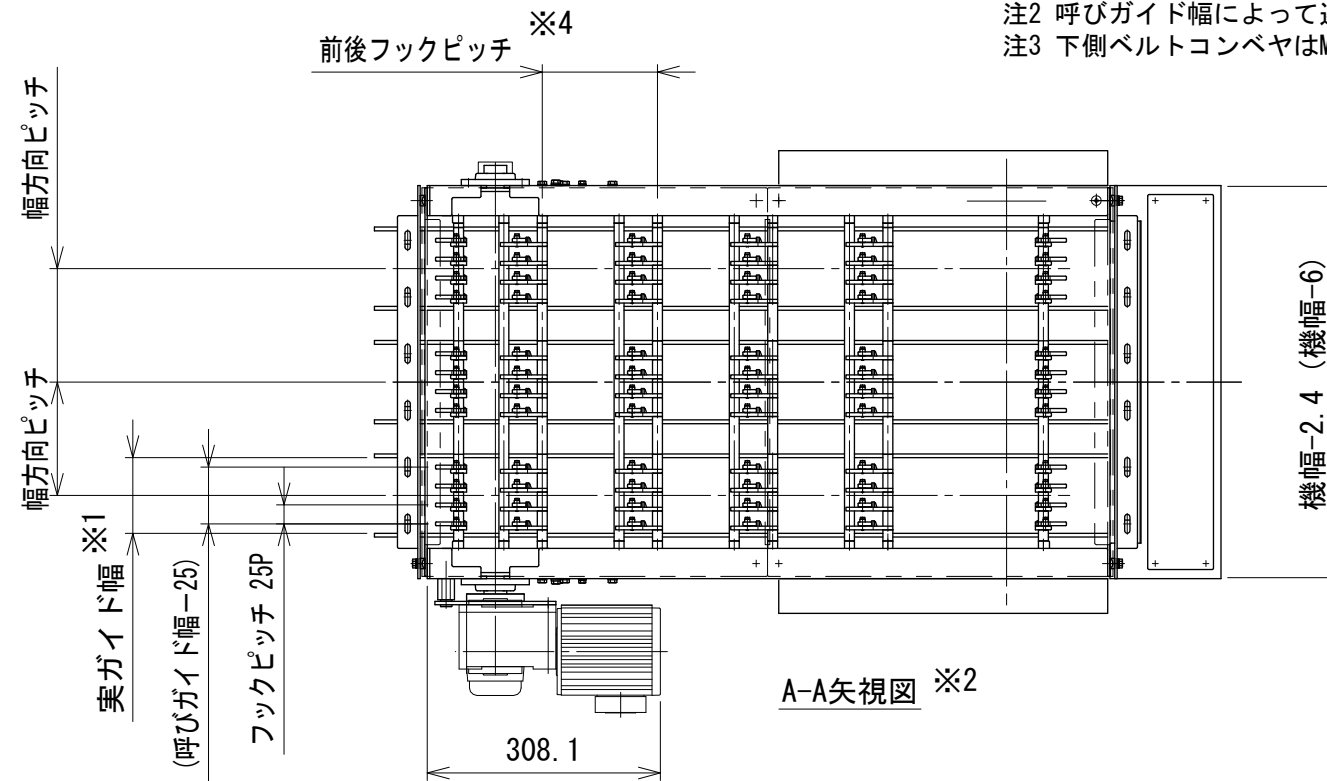 注2 呼びガイド幅によって
注3 下側ベルトコンベヤは
※4
前後フックピッチ
幅方向ピッチ
幅方向ピッチ
実ガイド幅 ※1
(呼びガイド幅－25)
フックピッチ 25P
機幅-2.4 (機幅-6)
A-A矢視図 ※2
308.1